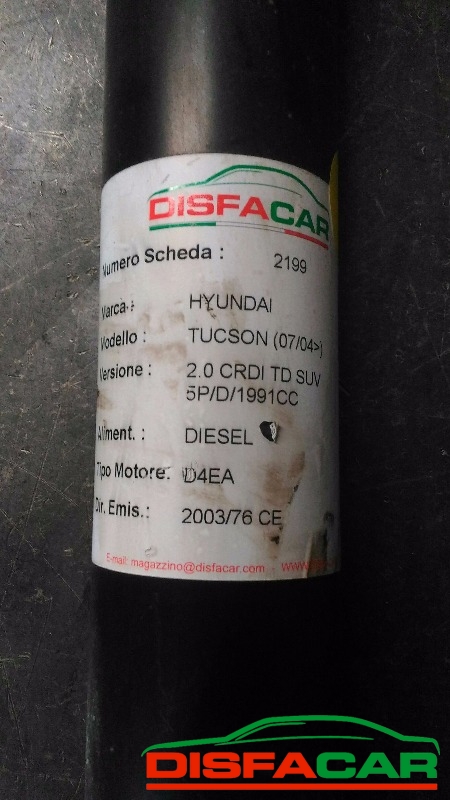 DISFACAR
Numero Scheda : 2199
Marca : HYUNDAI
Modello : TUCSON (07/04>)
Versione : 2.0 CRDI TD SUV
5P/D/1991CC
Aliment. : DIESEL
Tipo Motore: D4EA
Dir. Emis.: 2003/76 CE
E-mail: magazzino@disfacar.com -
DISFACAR